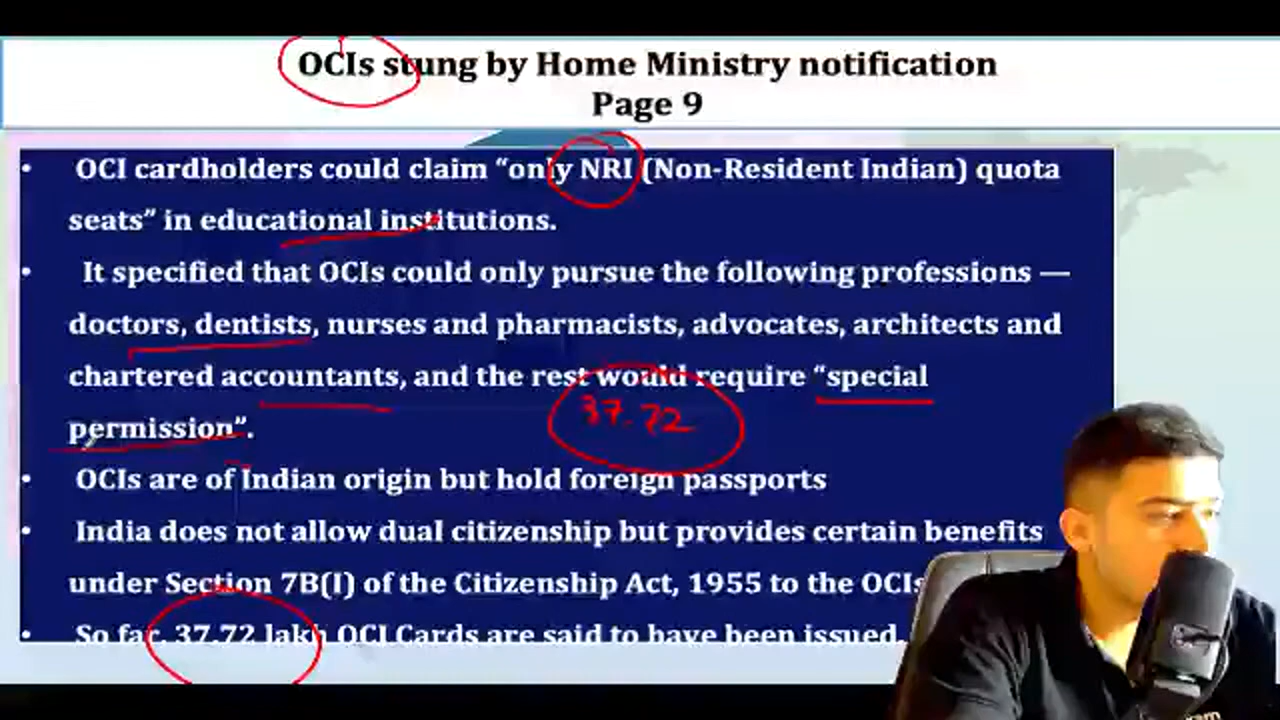 OCIs stung by Home Ministry notification
Page 9
• OCI cardholders could claim “only NRI (Non-Resident Indian) quota
seats” in educational institutions.
• It specified that OCIs could only pursue the following professions —
doctors, dentists, nurses and pharmacists, advocates, architects and
chartered accountants, and the rest would require “special
37.72
permission”.
• OCIs are of Indian origin but hold foreign passports
• India does not allow dual citizenship but provides certain benefits
under Section 7B(I) of the Citizenship Act, 1955 to the OCIs
• So far, 37.72 lakh OCI Cards are said to have been issued.